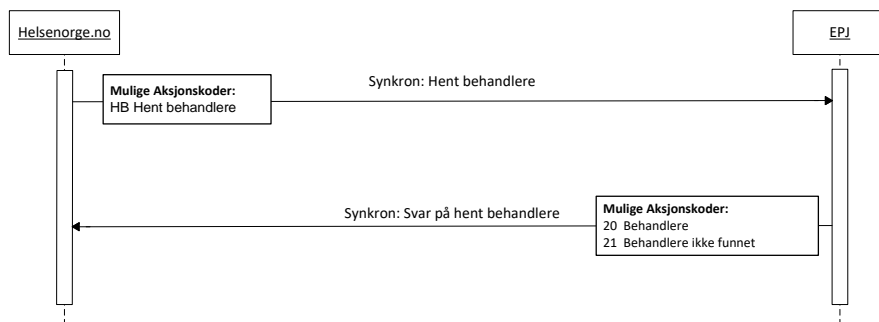 Helsenorge.no
EPJ
Synkron: Hent behandlere
Mulige Aksjonskoder:
HB Hent behandlere
Synkron: Svar på hent behandlere
Mulige Aksjonskoder:
20 Behandlere
21 Behandlere ikke funnet